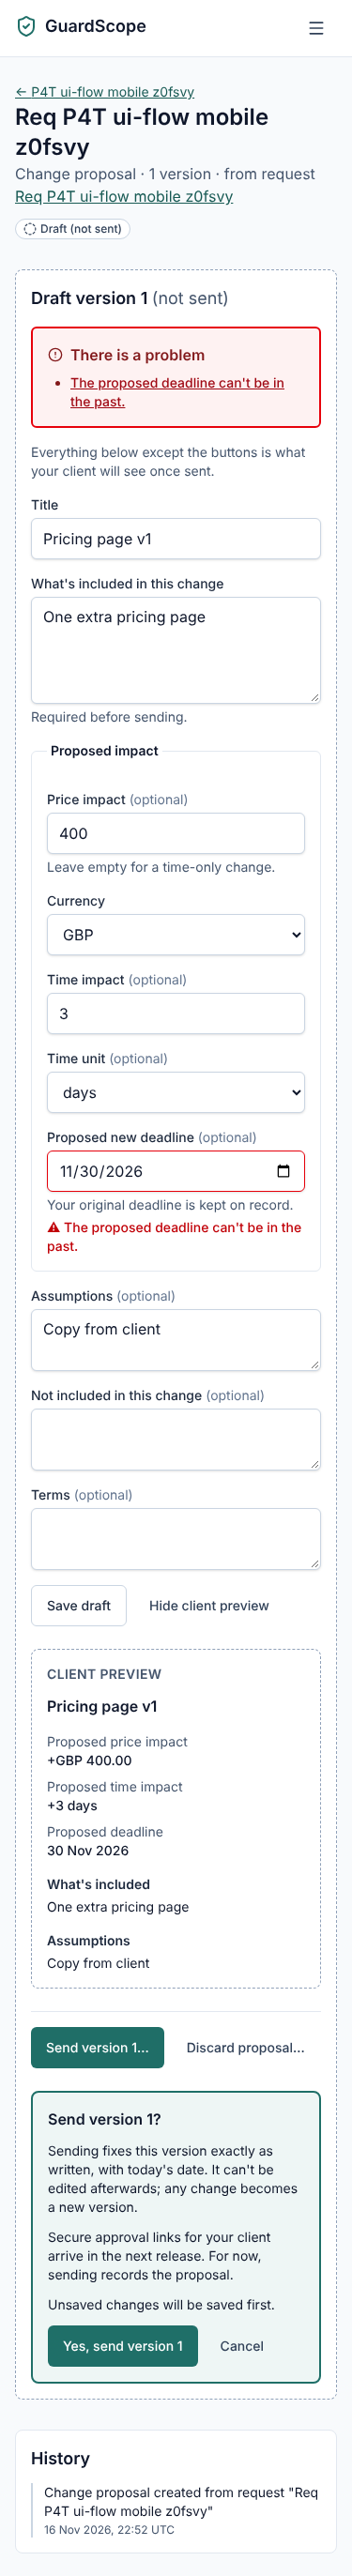 GuardScope
← P4T ui-flow mobile z0fsvy
Req P4T ui-flow mobile
z0fsvy
Change proposal · 1 version · from request
Req P4T ui-flow mobile z0fsvy
Draft (not sent)
Draft version 1 (not sent)
There is a problem
• The proposed deadline can't be in
the past.
Everything below except the buttons is what
your client will see once sent.
Title
Pricing page v1
What's included in this change
One extra pricing page
Required before sending.
Proposed impact
Price impact (optional)
400
Leave empty for a time-only change.
Currency
GBP
Time impact (optional)
3
Time unit (optional)
days
Proposed new deadline (optional)
11/30/2026
Your original deadline is kept on record.
The proposed deadline can't be in the
past.
Assumptions (optional)
Copy from client
Not included in this change (optional)
Terms (optional)
Save draft
Hide client preview
CLIENT PREVIEW
Pricing page v1
Proposed price impact
+GBP 400.00
Proposed time impact
+3 days
Proposed deadline
30 Nov 2026
What's included
One extra pricing page
Assumptions
Copy from client
Send version 1...
Discard proposal...
Send version 1?
Sending fixes this version exactly as
written, with today's date. It can't be
edited afterwards; any change becomes
a new version.
Secure approval links for your client
arrive in the next release. For now,
sending records the proposal.
Unsaved changes will be saved first.
Yes, send version 1
Cancel
History
Change proposal created from request "Req
P4T ui-flow mobile z0fsvy"
16 Nov 2026, 22:52 UTC